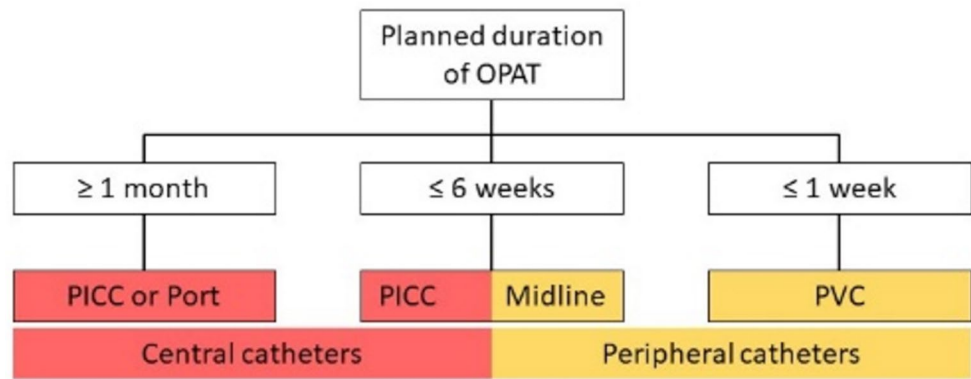 Planned duration
of OPAT
≥ 1 month
≤ 6 weeks
≤ 1 week
PICC or Port
PICC
Midline
PVC
Central catheters
Peripheral catheters